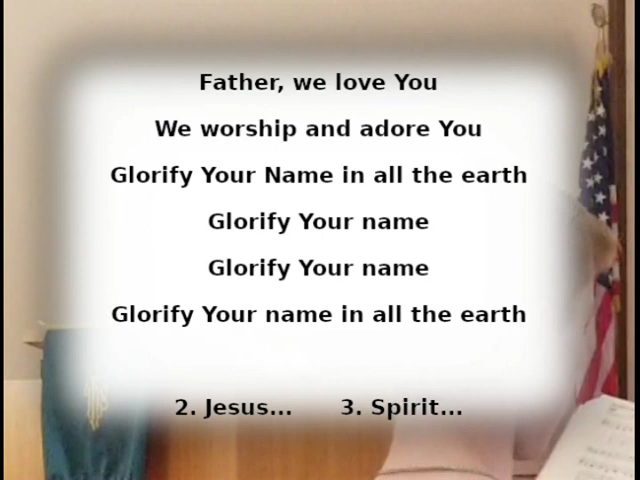 Father, we love You
We worship and adore You
Glorify Your Name in all the earth
Glorify Your name
Glorify Your name
Glorify Your name in all the earth
2. Jesus... 3. Spirit...